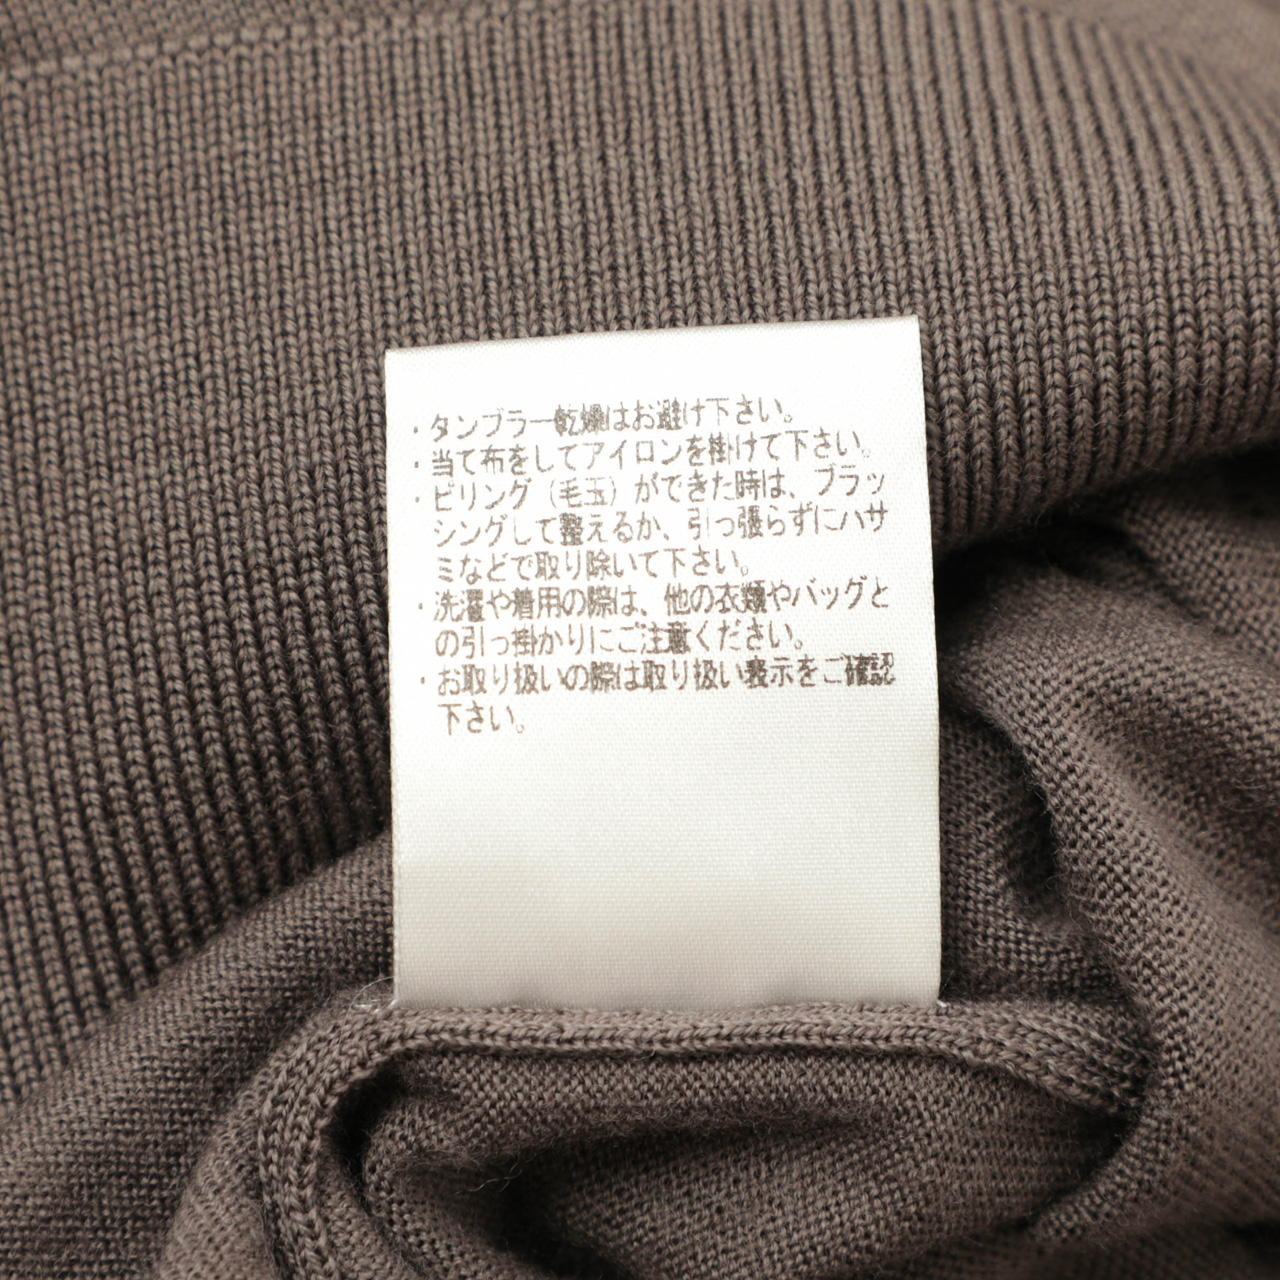 ・タンブラー乾燥はお避け下さい。
・当て布をしてアイロンを掛けて下さい。
・ピリング（毛玉）ができた時は、ブラッ
シングして整えるか、引っ張らずにハサ
ミなどで取り除いて下さい。
・洗濯や着用の際は、他の衣類やバッグと
の引っ掛かりにご注意ください。
・お取り扱いの際は取り扱い表示をご確認
下さい。